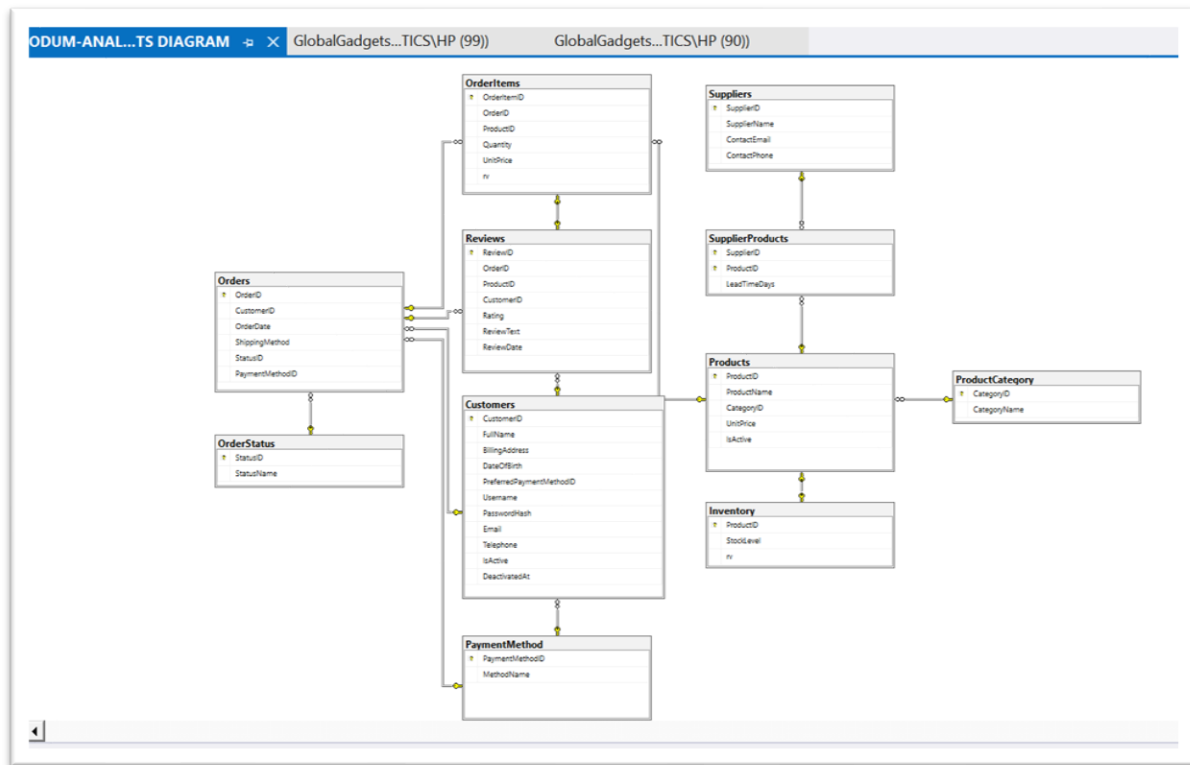 ODUM-ANAL...TS DIAGRAM
GlobalGadgets...TICS\HP (99))
GlobalGadgets...TICS\HP (90))
OrderItems
OrderItemID
OrderID
ProductID
Quantity
UnitPrice
rv
Suppliers
SupplierID
SupplierName
ContactEmail
ContactPhone
Reviews
ReviewID
OrderID
ProductID
CustomerID
Rating
ReviewText
ReviewDate
SupplierProducts
SupplierID
ProductID
LeadTimeDays
Orders
OrderID
CustomerID
OrderDate
ShippingMethod
StatusID
PaymentMethodID
Products
ProductID
ProductName
CategoryID
UnitPrice
IsActive
ProductCategory
CategoryID
CategoryName
Customers
CustomerID
FullName
BillingAddress
DateOfBirth
PreferredPaymentMethodID
Username
PasswordHash
Email
Telephone
IsActive
DeactivatedAt
OrderStatus
StatusID
StatusName
Inventory
ProductID
StockLevel
rv
PaymentMethod
PaymentMethodID
MethodName